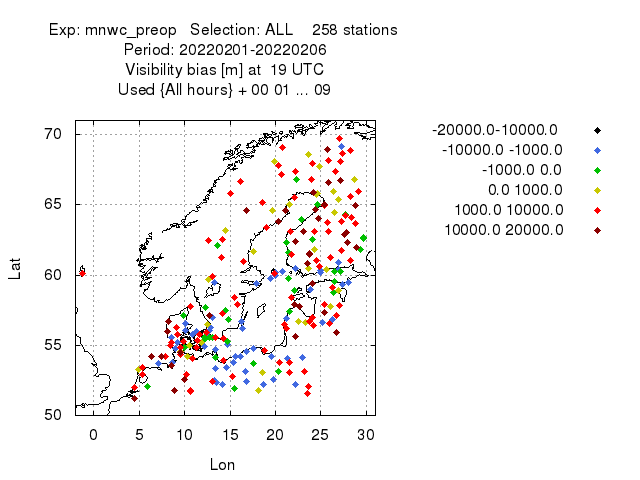 Exp: mnwc_preop   Selection: ALL    258 stations
Period: 20220201-20220206
Visibility bias [m] at  19 UTC
Used {All hours} + 00 01 ... 09
-20000.0-10000.0
-10000.0 -1000.0
-1000.0 0.0
0.0 1000.0
1000.0 10000.0
10000.0 20000.0
70
65
60
55
50
Lat
0 5 10 15 20 25 30
Lon